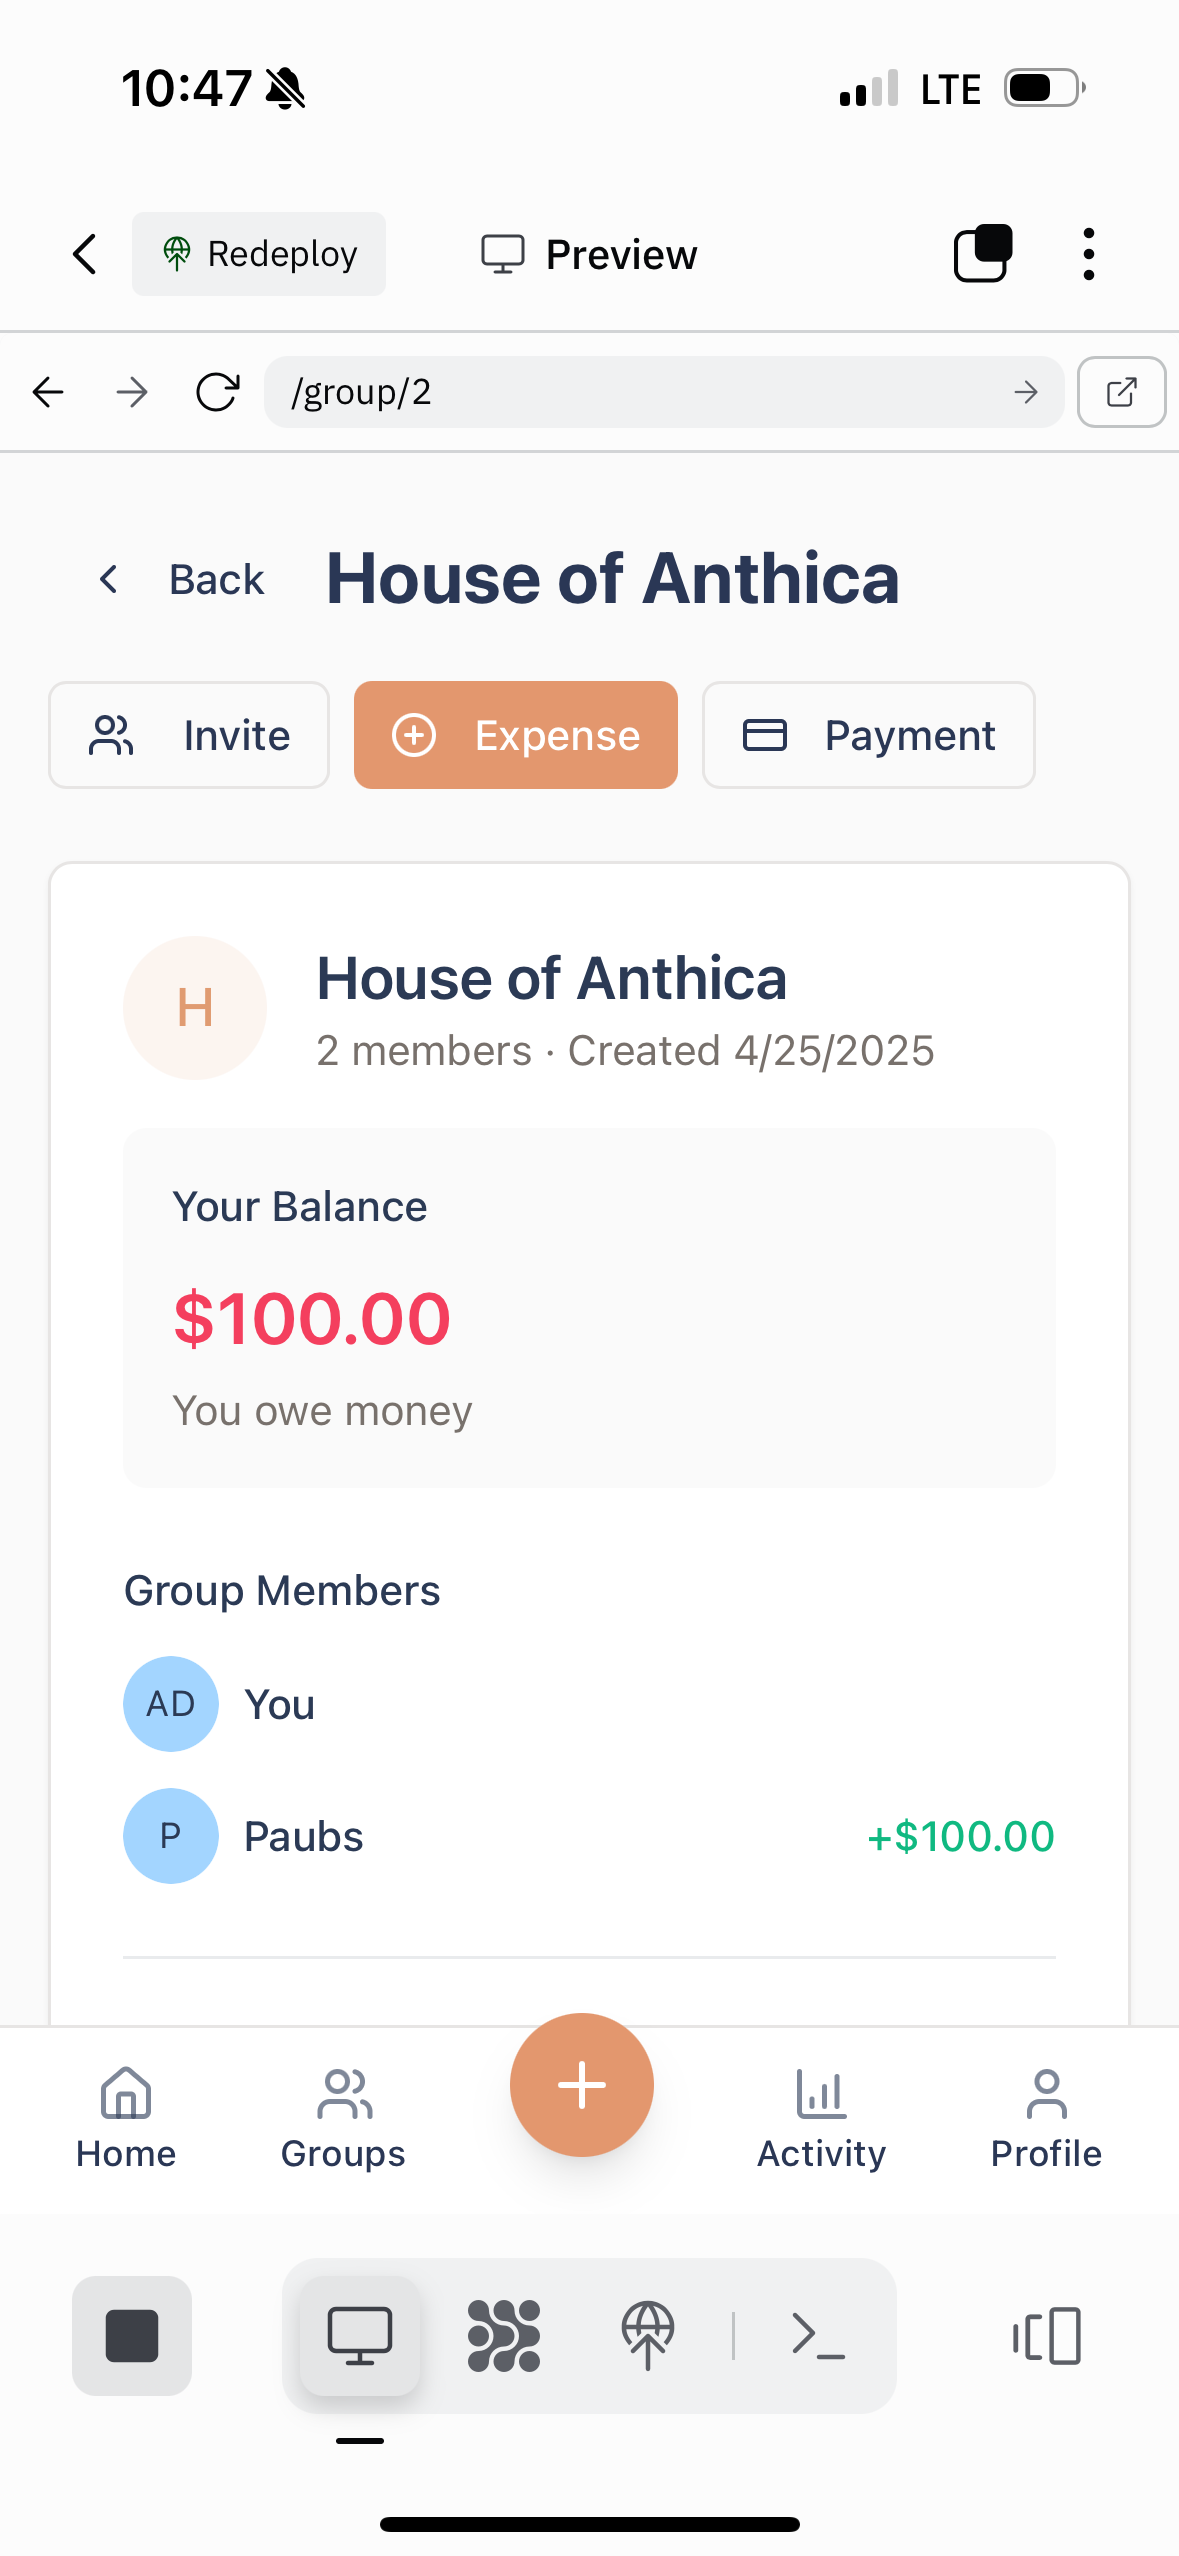 10:47
LTE
Redeploy
Preview
/group/2
Back
House of Anthica
Invite
Expense
Payment
H
House of Anthica
2 members · Created 4/25/2025
Your Balance
$100.00
You owe money
Group Members
AD
You
P
Paubs
+$100.00
Home
Groups
Activity
Profile